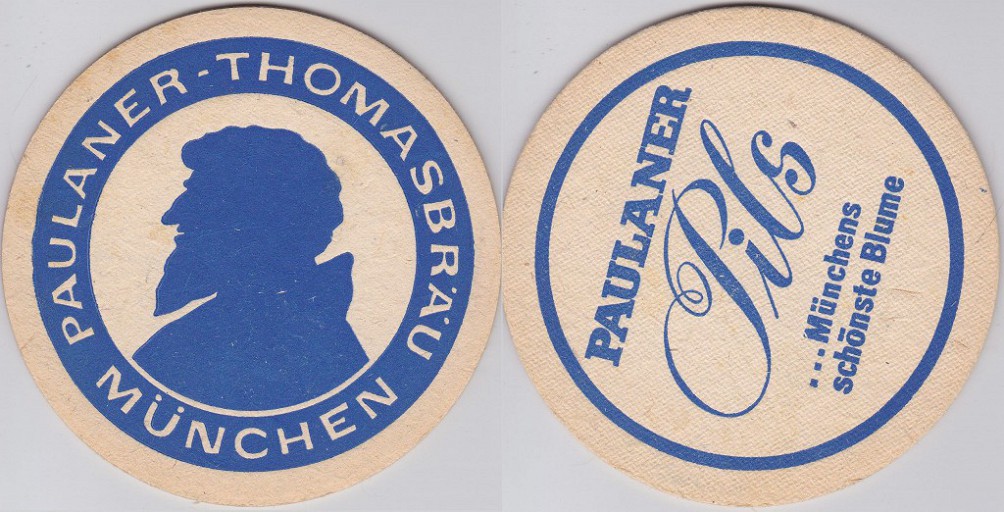 PAULANER-THOMASBRÄU
MÜNCHEN
PAULANER
Pils
...Münchens
schönste Blume